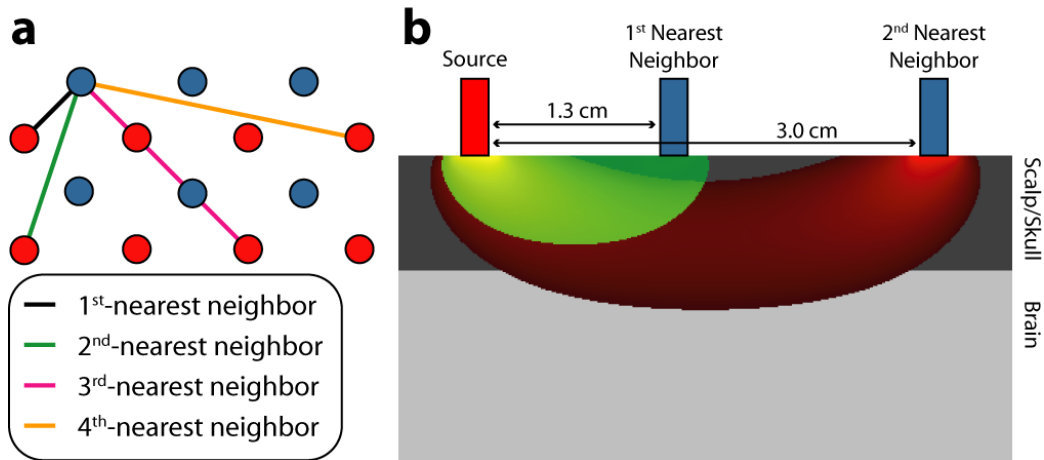 a
1st-nearest neighbor
2nd-nearest neighbor
3rd-nearest neighbor
4th-nearest neighbor
b
Source
1st Nearest
Neighbor
2nd Nearest
Neighbor
1.3 cm
3.0 cm
Scalp/Skull
Brain